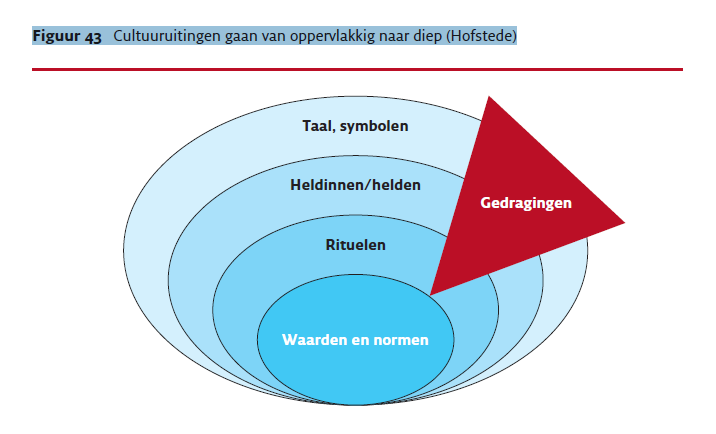 Figuur 43 Cultuuruitingen gaan van oppervlakkig naar diep (Hofstede)
Taal, symbolen
Heldinnen/helden
Gedragingen
Rituelen
Waarden en normen